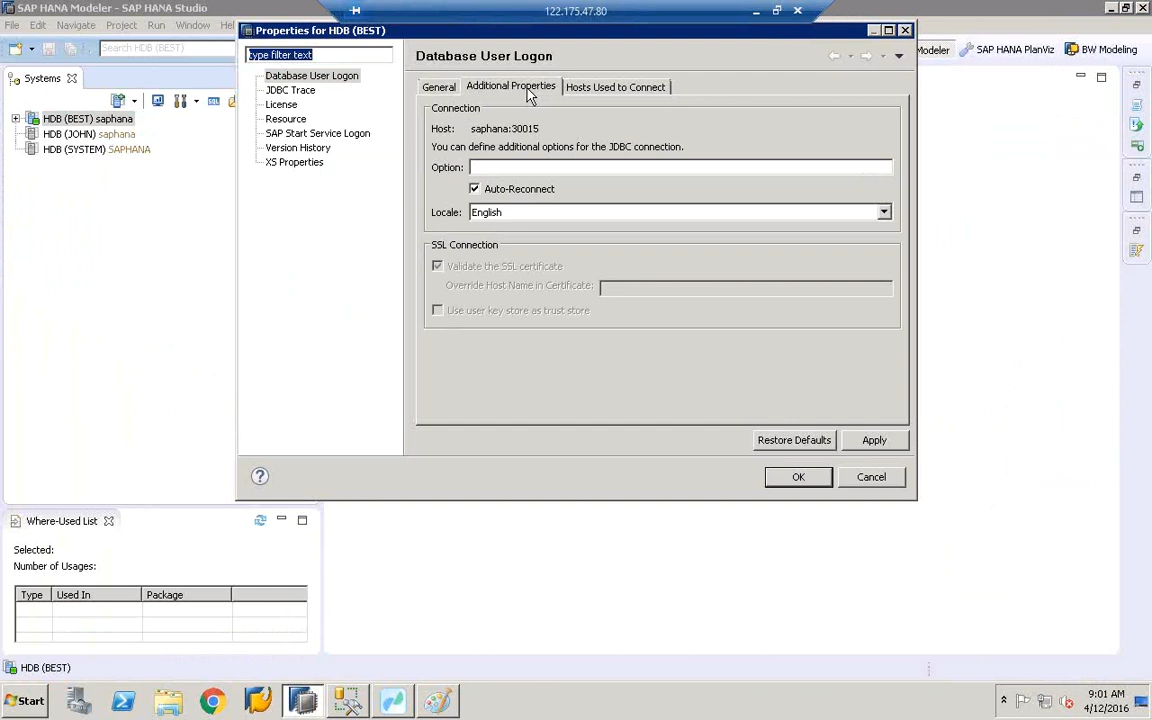 SAP HANA Modeler - SAP HANA Studio
122.175.47.80
File Edit Navigate Project Run Window
Properties for HDB (BEST)
Search HDB (BEST)
type filter text
Database User Logon
Modeler SAP HANA PlanViz BW Modeling
Systems
Database User Logon
JDBC Trace
License
Resource
SAP Start Service Logon
Version History
XS Properties
HDB (BEST) saphana
HDB (JOHN) saphana
HDB (SYSTEM) SAPHANA
General Additional Properties Hosts Used to Connect
Connection
Host: saphana:30015
You can define additional options for the JDBC connection.
Option:
Auto-Reconnect
Locale: English
SSL Connection
Validate the SSL certificate
Override Host Name in Certificate:
Use user key store as trust store
Restore Defaults Apply
OK Cancel
Where-Used List
Selected:
Number of Usages:
Type Used In Package
HDB (BEST)
Start
9:01 AM
4/12/2016